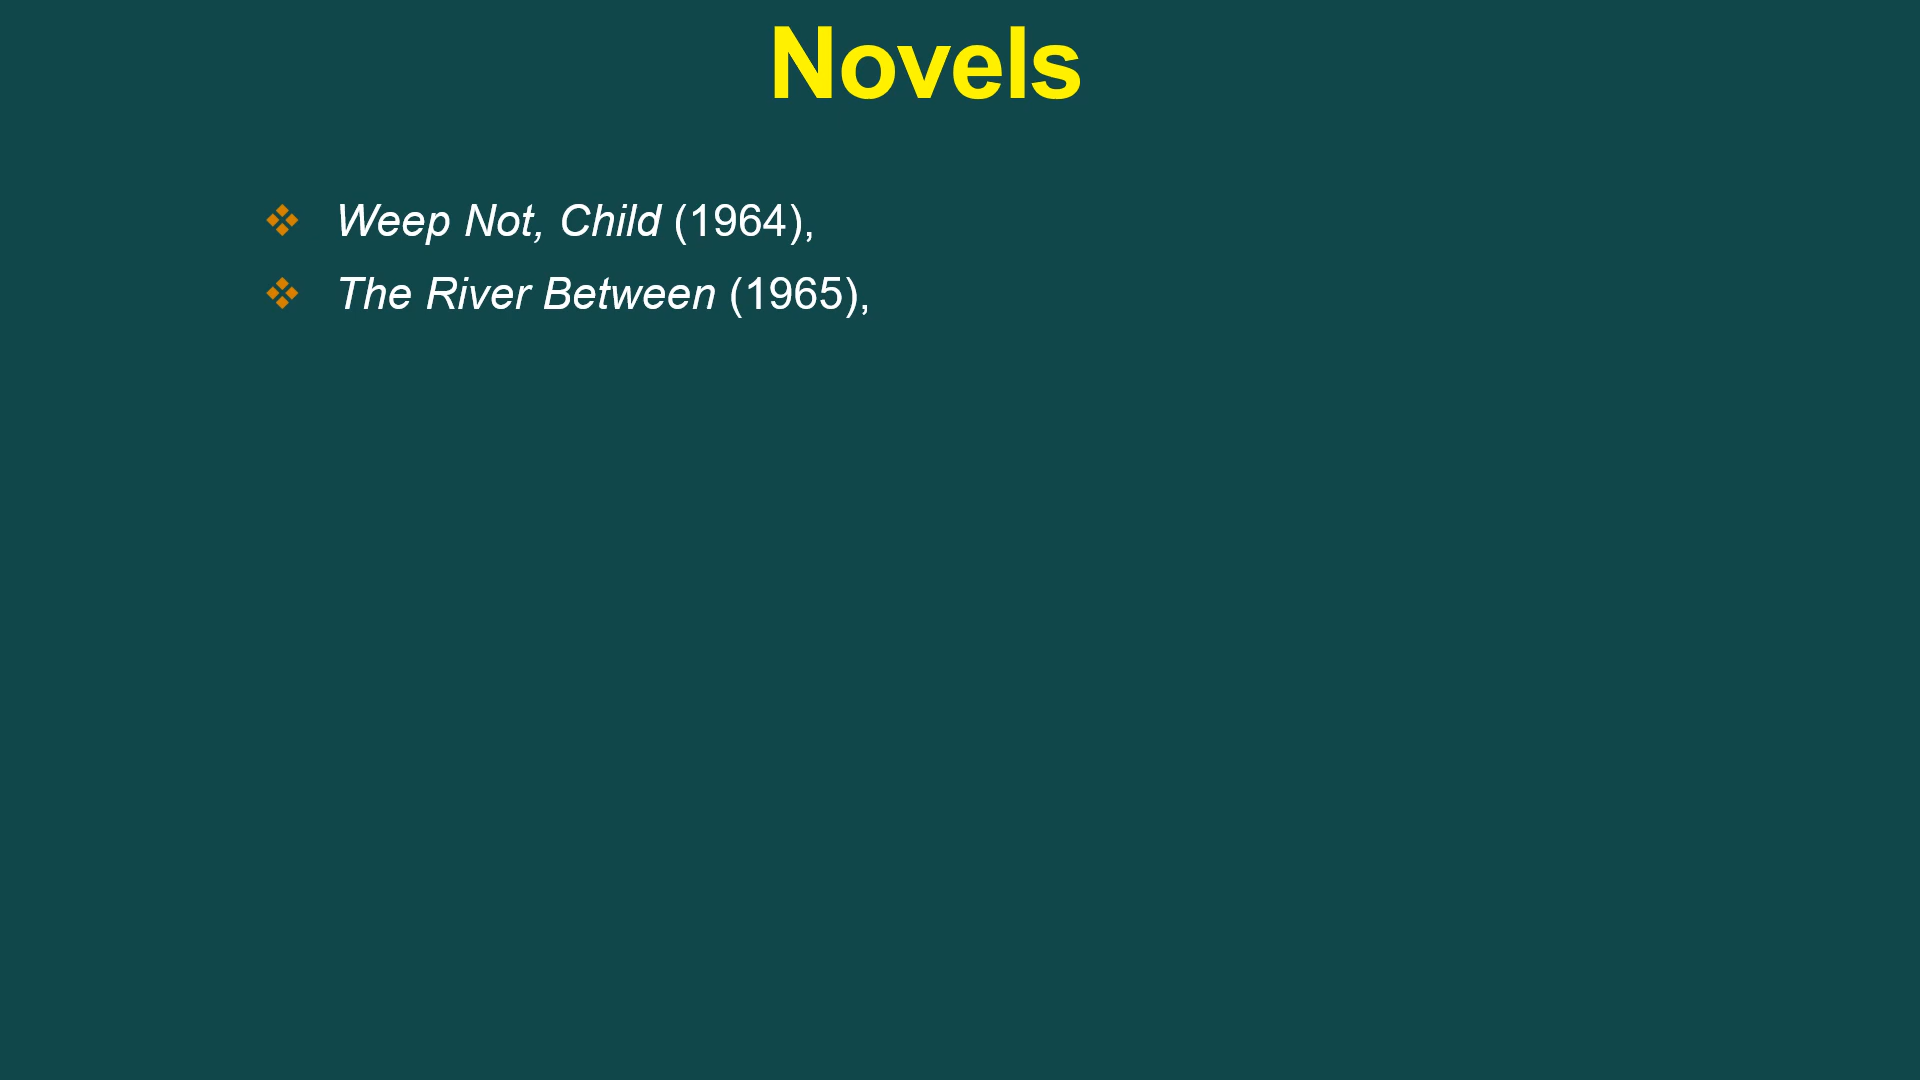 Novels
❖ Weep Not, Child (1964),
❖ The River Between (1965),